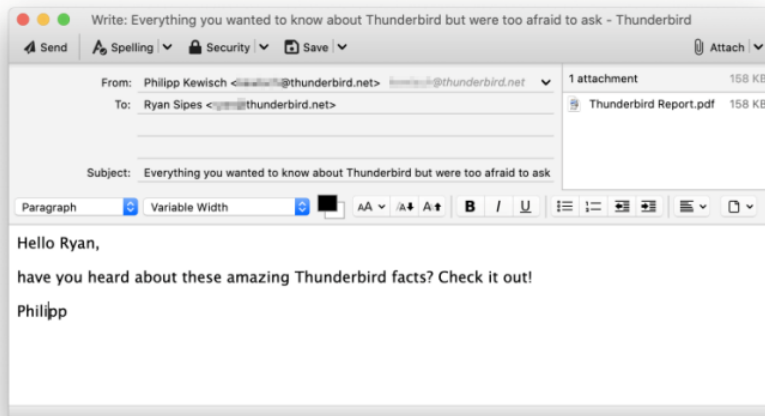 Write: Everything you wanted to know about Thunderbird but were too afraid to ask - Thunderbird
Send Spelling Security Save Attach
From: Philipp Kewisch < @thunderbird.net> @thunderbird.net
1 attachment 158 KB
To: Ryan Sipes < thunderbird.net>
Thunderbird Report.pdf 158 KB
Subject: Everything you wanted to know about Thunderbird but were too afraid to ask
Paragraph Variable Width AA A A B I U
Hello Ryan,
have you heard about these amazing Thunderbird facts? Check it out!
Philipp